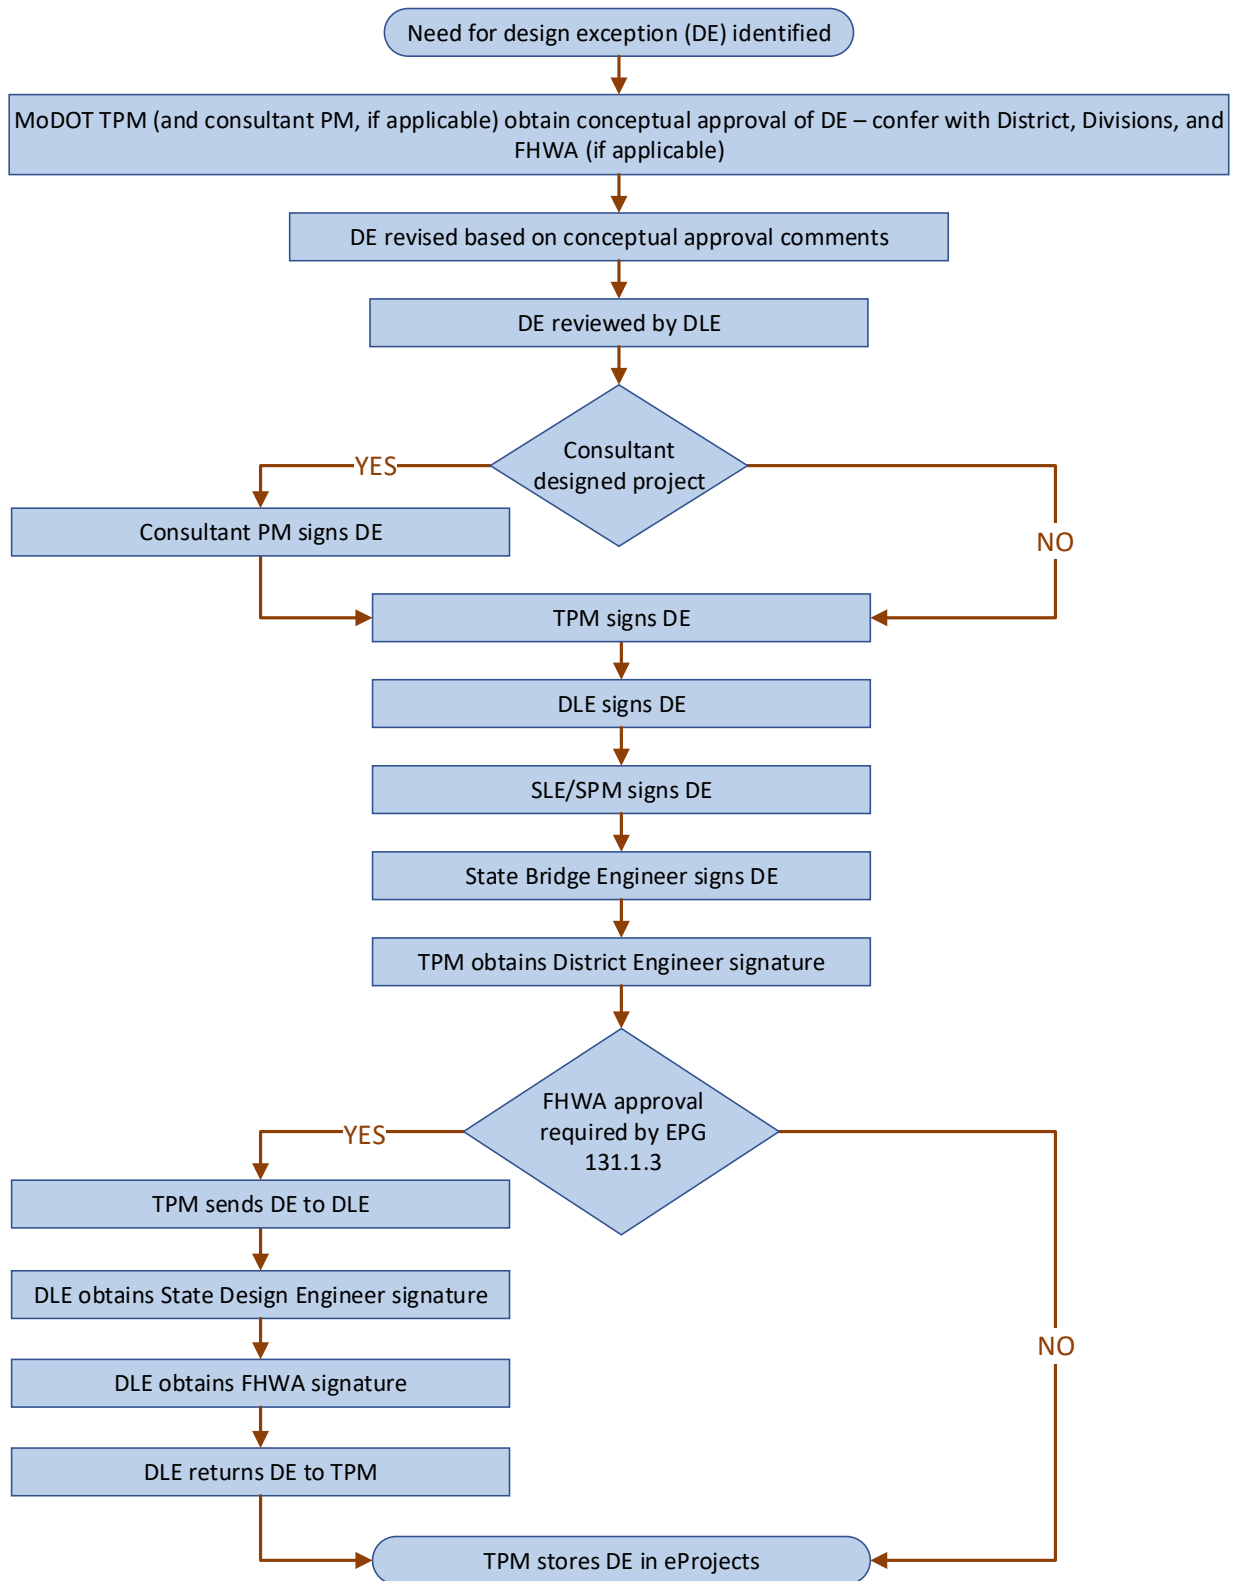 Need for design exception (DE) identified
MoDOT TPM (and consultant PM, if applicable) obtain conceptual approval of DE – confer with District, Divisions, and
FHWA (if applicable)
DE revised based on conceptual approval comments
DE reviewed by DLE
Consultant
designed project
YES
NO
Consultant PM signs DE
TPM signs DE
DLE signs DE
SLE/SPM signs DE
State Bridge Engineer signs DE
TPM obtains District Engineer signature
FHWA approval
required by EPG
131.1.3
YES
NO
TPM sends DE to DLE
DLE obtains State Design Engineer signature
DLE obtains FHWA signature
DLE returns DE to TPM
TPM stores DE in eProjects